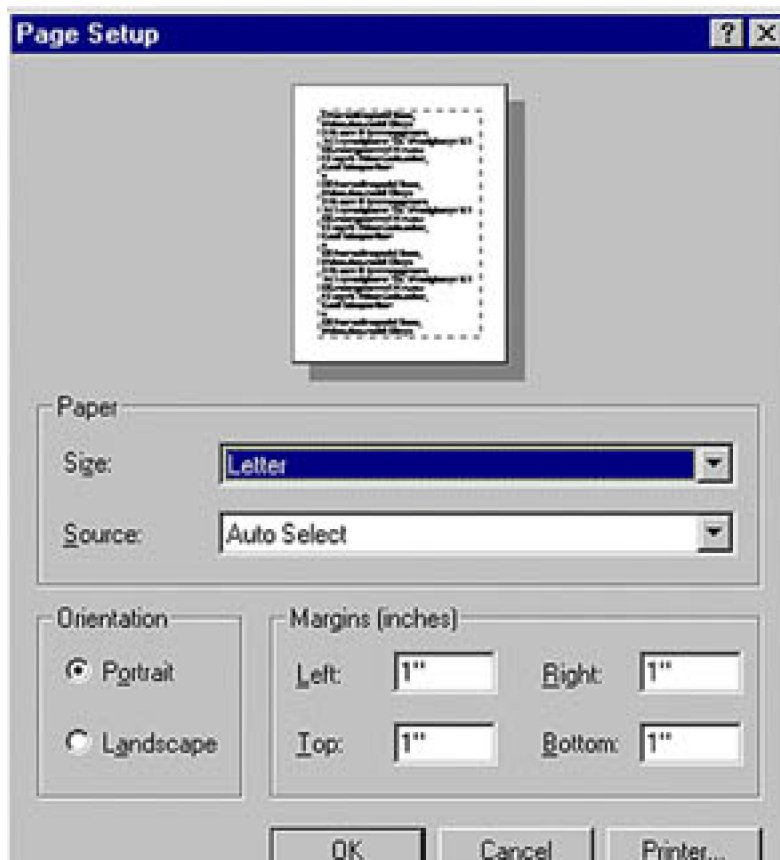 Page Setup
Paper
Size: Letter
Source: Auto Select
Orientation
Portrait
Landscape
Margins (inches)
Left: 1" Right: 1"
Top: 1" Bottom: 1"
OK Cancel Printer...